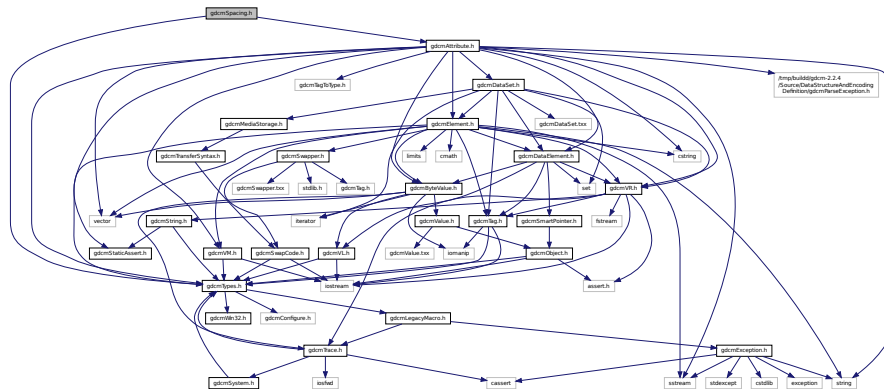 gdcmSpacing.h
gdcmAttribute.h
gdcmTagToType.h
gdcmDataSet.h
/tmp/buildd/gdcm-2.2.4
/Source/DataStructureAndEncoding
Definition/gdcmParseException.h
gdcmMediaStorage.h
gdcmElement.h
gdcmDataSet.txx
gdcmTransferSyntax.h
gdcmSwapper.h
limits
cmath
gdcmDataElement.h
cstring
gdcmSwapper.txx
stdlib.h
gdcmTag.h
gdcmByteValue.h
set
gdcmVR.h
vector
gdcmString.h
iterator
gdcmValue.h
gdcmTag.h
gdcmSmartPointer.h
fstream
gdcmStaticAssert.h
gdcmVM.h
gdcmSwapCode.h
gdcmVL.h
gdcmValue.txx
iomanip
gdcmObject.h
gdcmTypes.h
iostream
assert.h
gdcmWin32.h
gdcmConfigure.h
gdcmLegacyMacro.h
gdcmTrace.h
gdcmException.h
gdcmSystem.h
iosfwd
cassert
sstream
stdexcept
cstdlib
exception
string